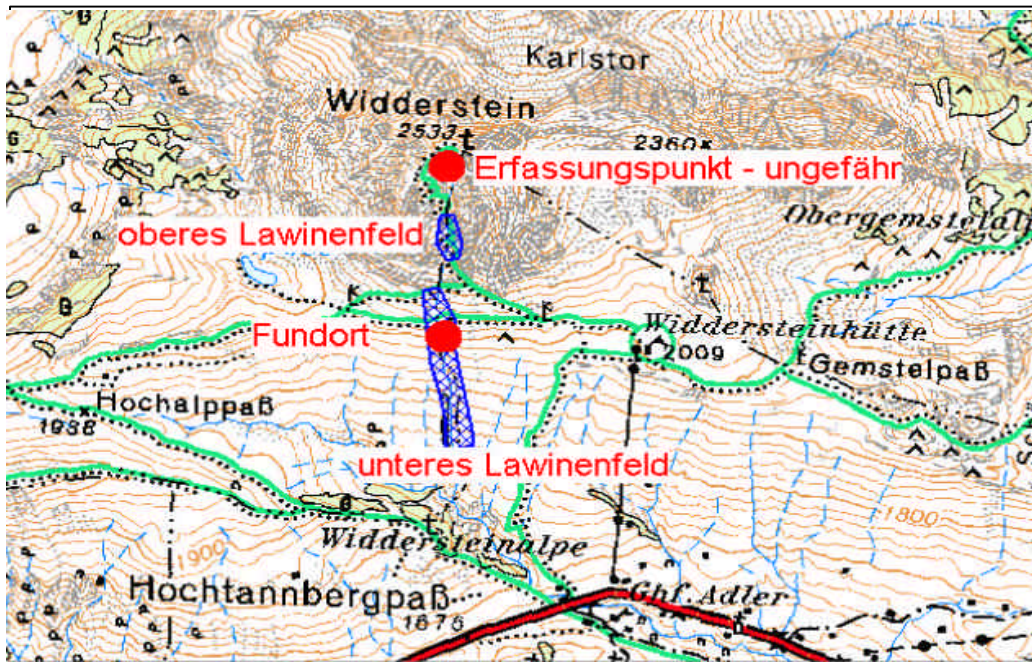 Karlstor
Widderstein
2533
2360
Erfassungspunkt - ungefähr
Obergemstelalp
oberes Lawinenfeld
Fundort
Widdersteinhütte
2009
Gemstelpaß
Hochalppaß
1938
unteres Lawinenfeld
1800
1900
Widdersteinalpe
Hochtannbergpaß
1676
Ghf. Adler